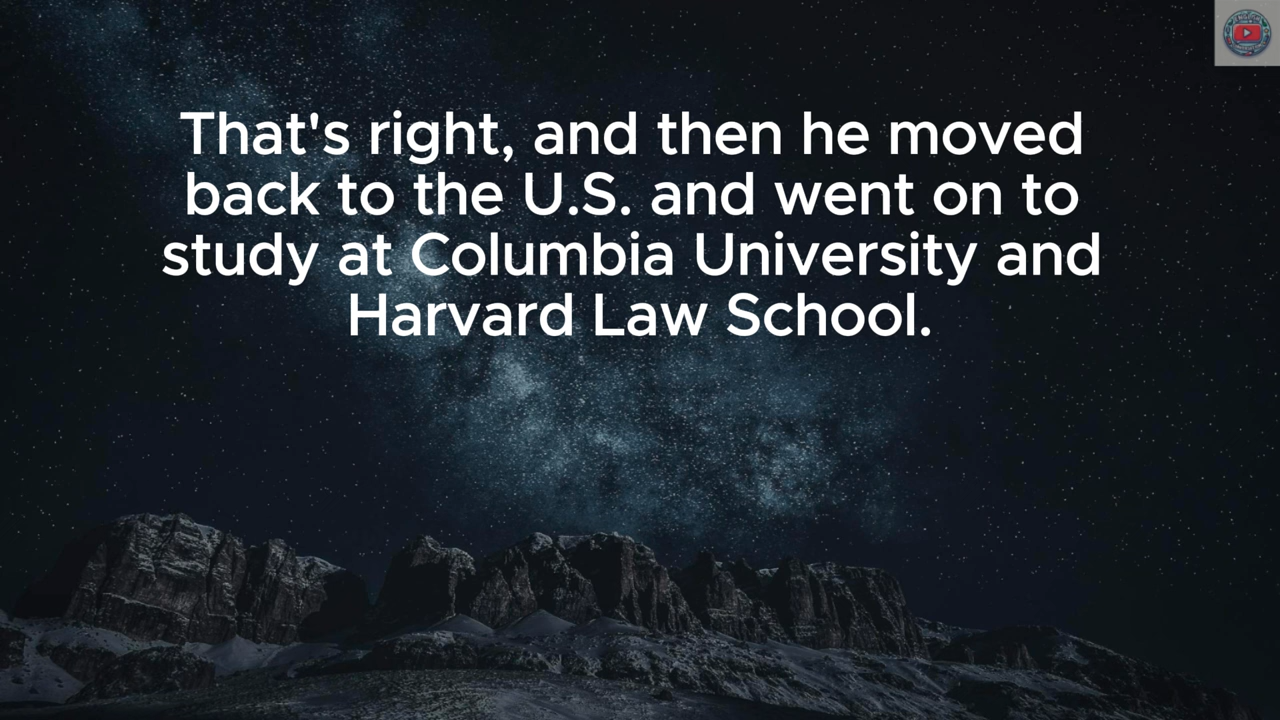 That's right, and then he moved
back to the U.S. and went on to
study at Columbia University and
Harvard Law School.